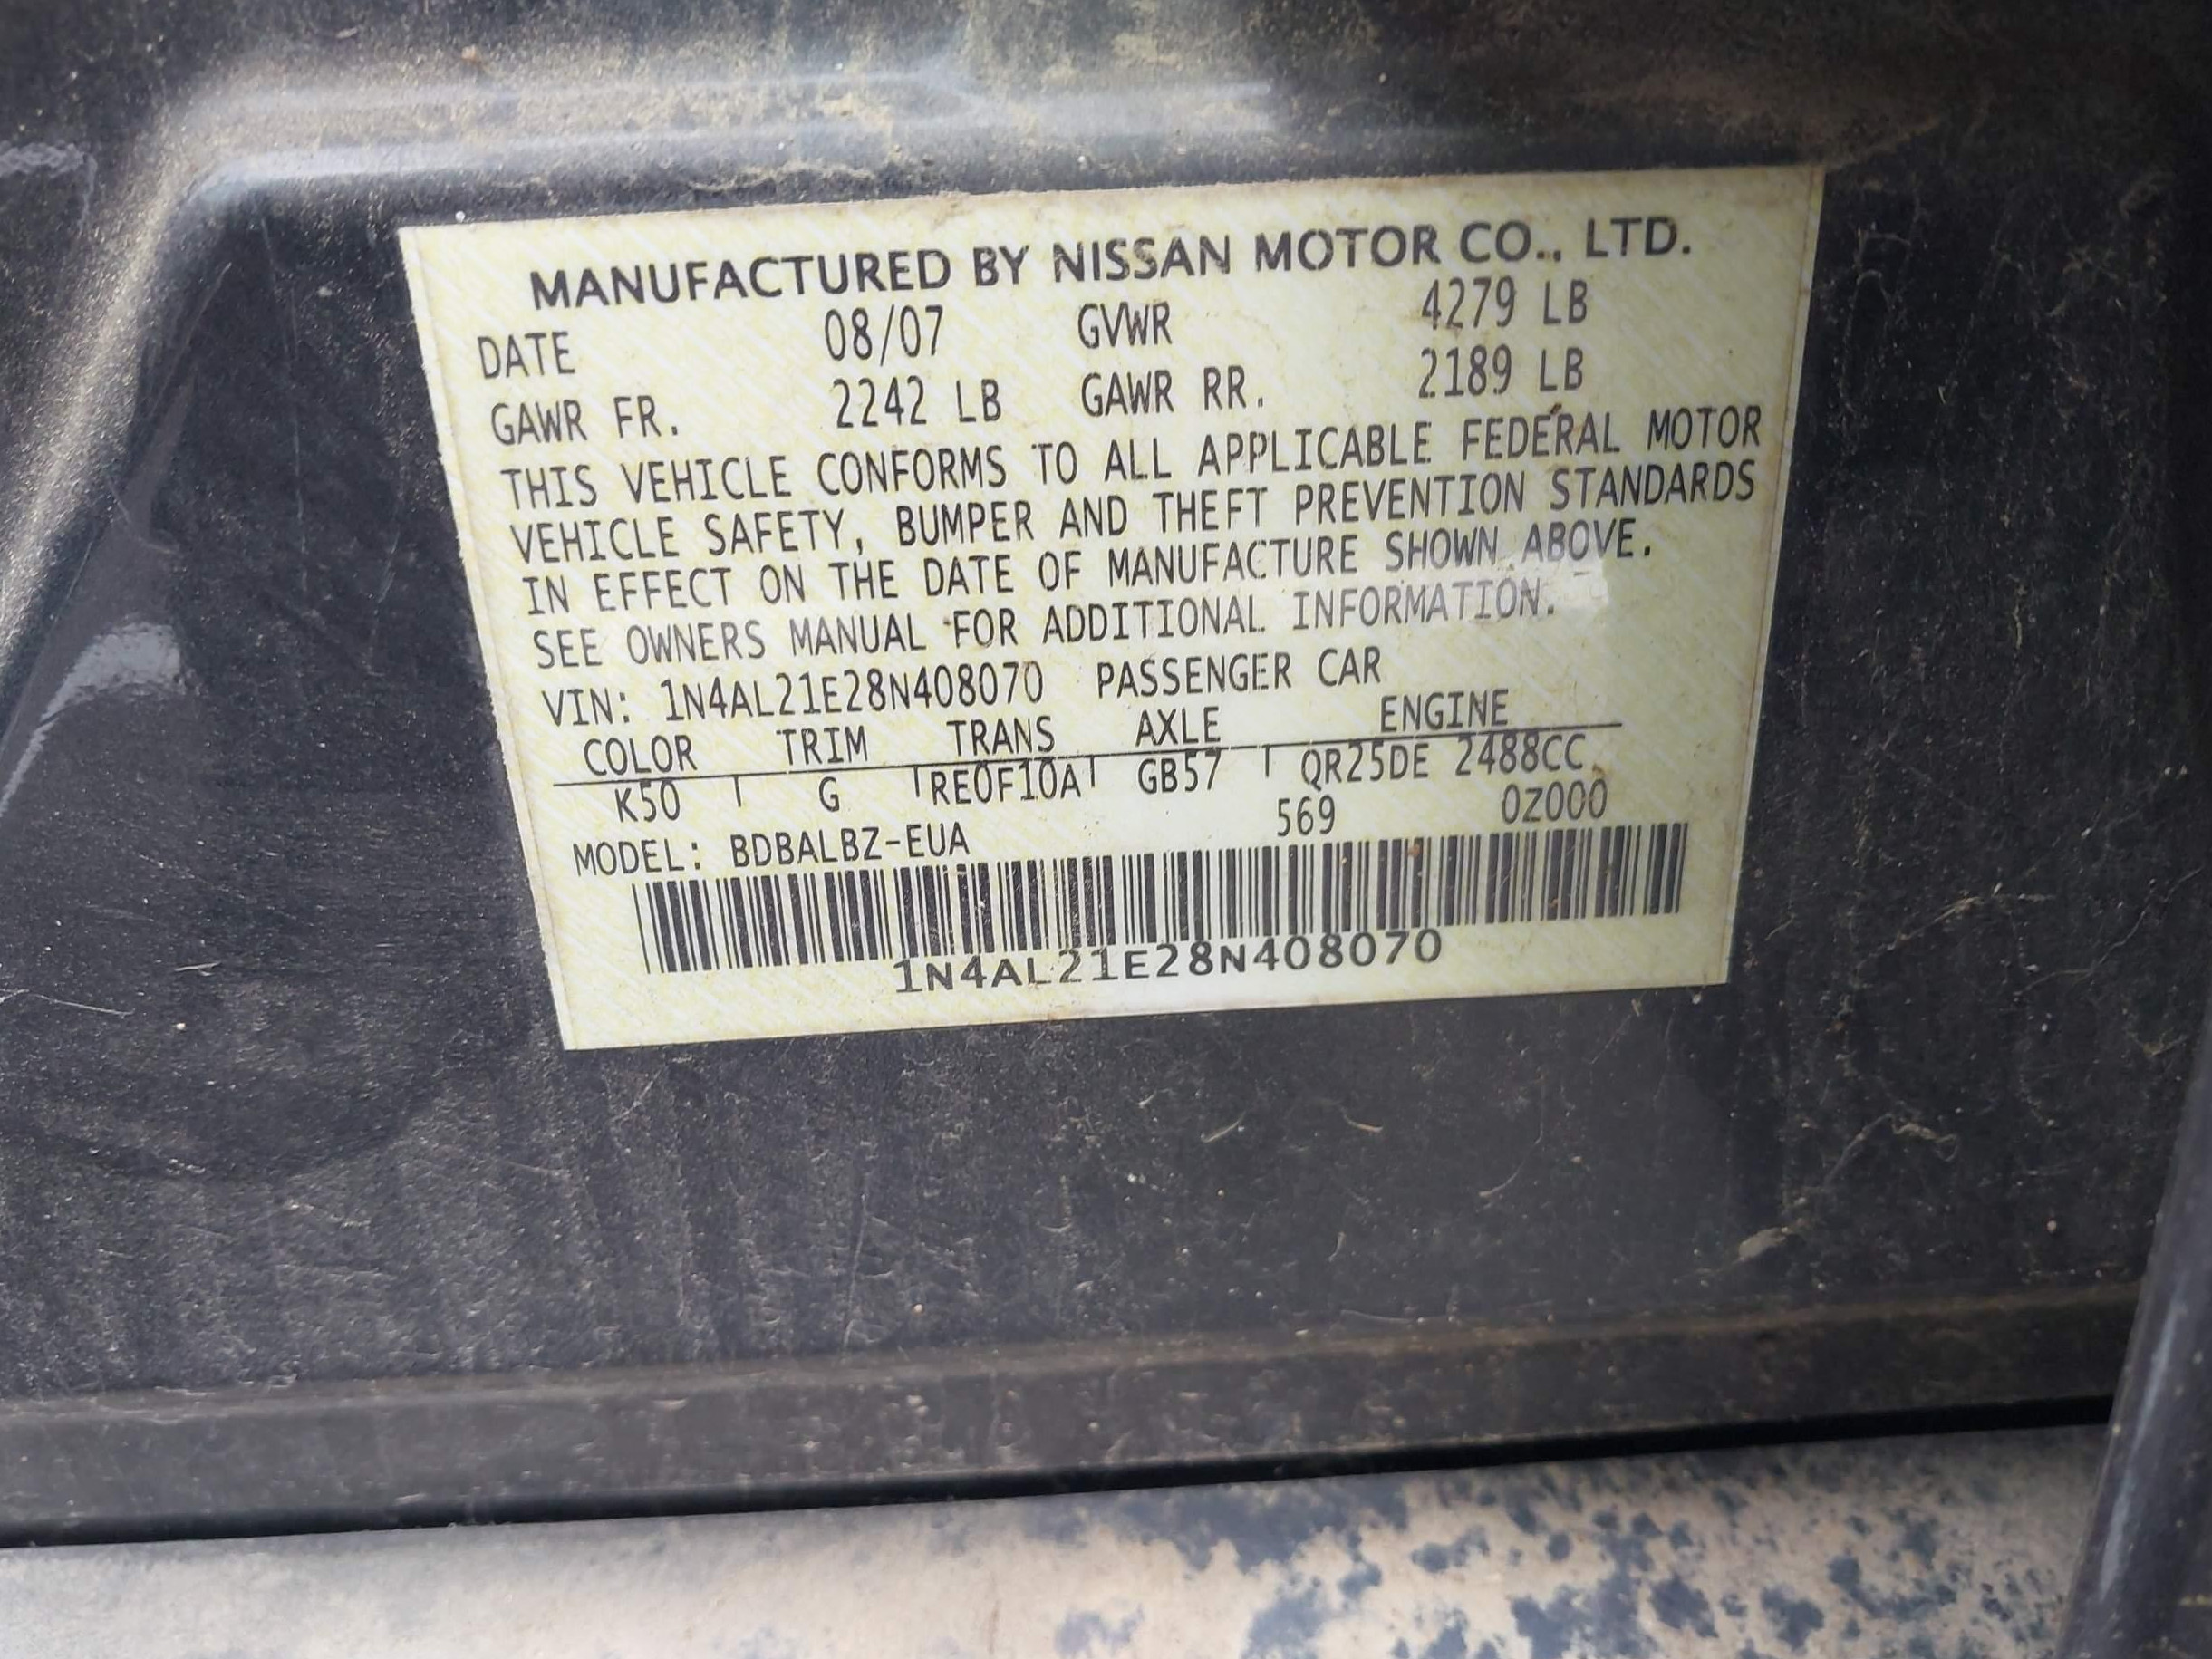 MANUFACTURED BY NISSAN MOTOR CO., LTD.
DATE 08/07 GVWR 4279 LB
GAWR FR. 2242 LB GAWR RR. 2189 LB
THIS VEHICLE CONFORMS TO ALL APPLICABLE FEDERAL MOTOR
VEHICLE SAFETY, BUMPER AND THEFT PREVENTION STANDARDS
IN EFFECT ON THE DATE OF MANUFACTURE SHOWN ABOVE.
SEE OWNERS MANUAL FOR ADDITIONAL INFORMATION.
VIN: 1N4AL21E28N408070 PASSENGER CAR
COLOR TRIM TRANS AXLE ENGINE
K50 G RE0F10A GB57 QR25DE 2488CC
569 0Z000
MODEL: BDBALBZ-EUA
1N4AL21E28N408070